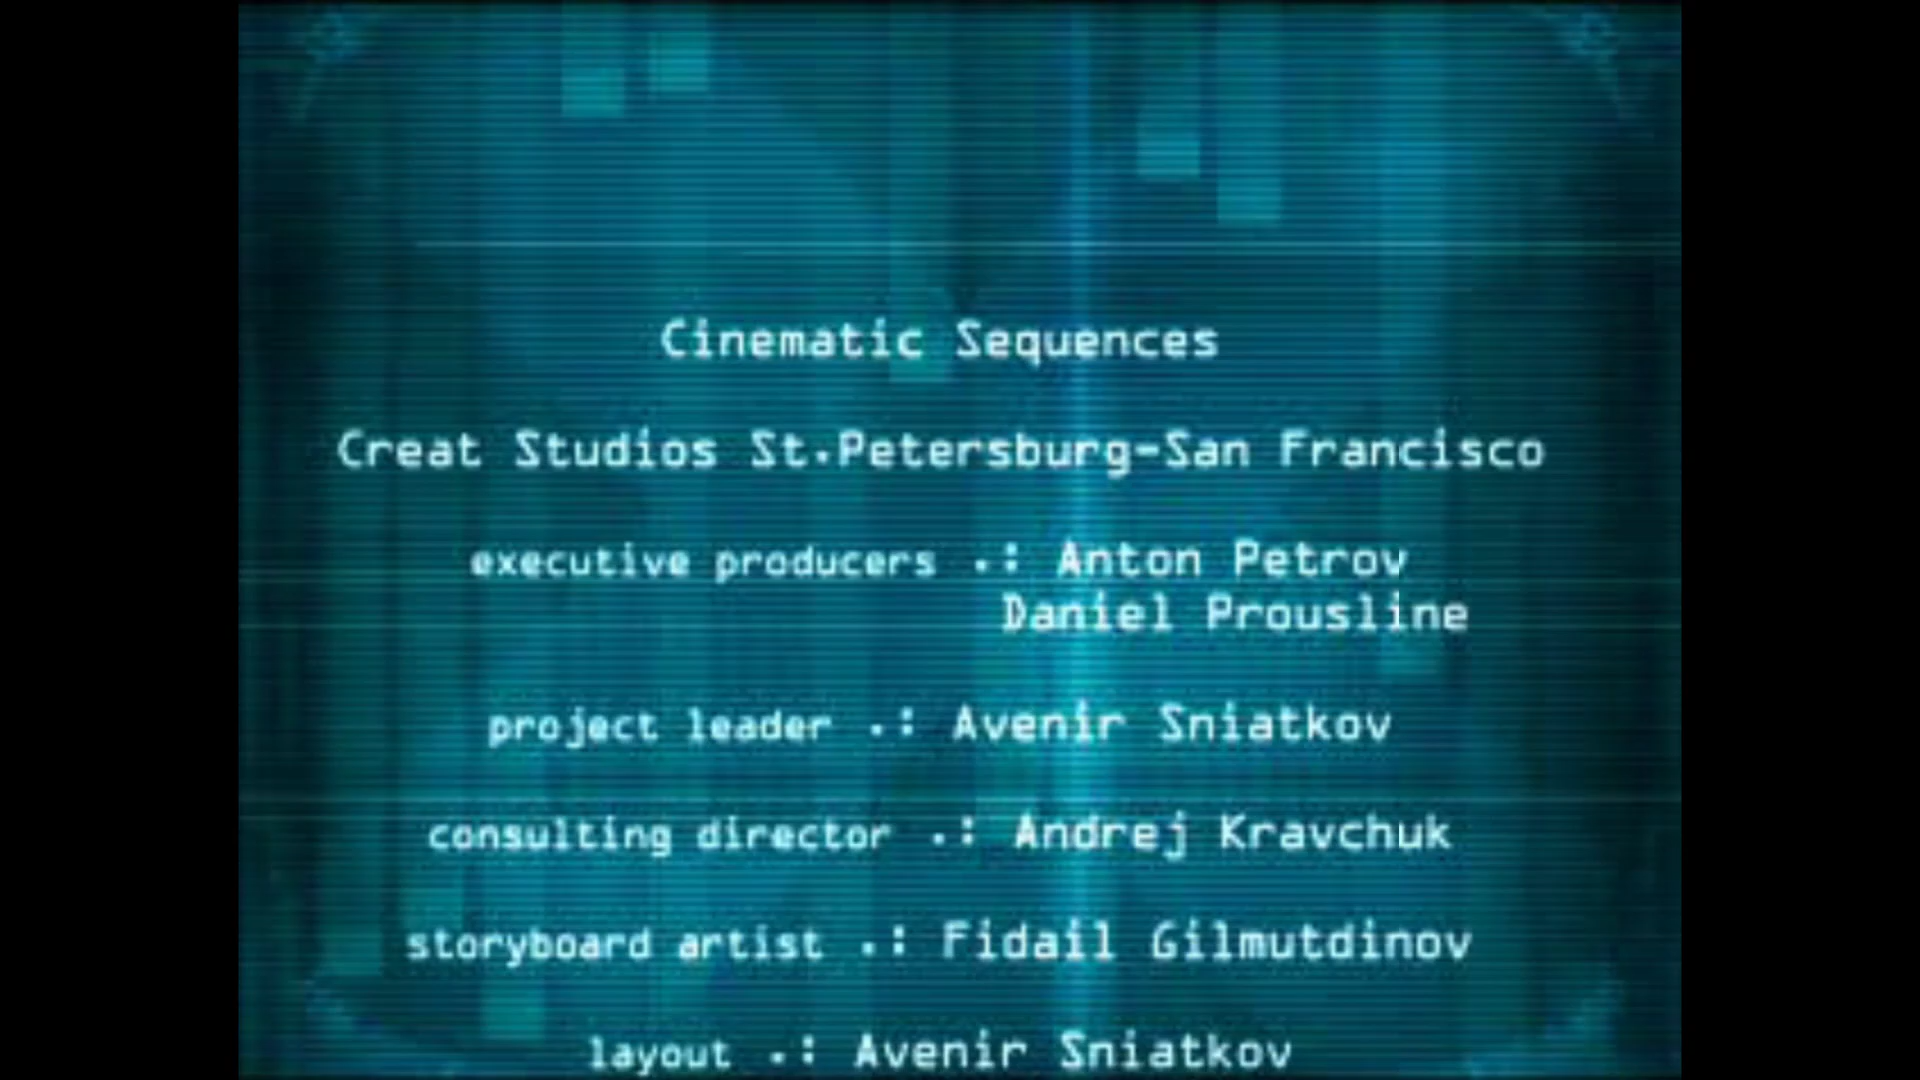 Cinematic Sequences
Creat Studios St.Petersburg-San Francisco
executive producers .: Anton Petrov
Daniel Prousline
project leader .: Avenir Sniatkov
consulting director .: Andrej Kravchuk
storyboard artist .: Fidail Gilmutdinov
layout .: Avenir Sniatkov